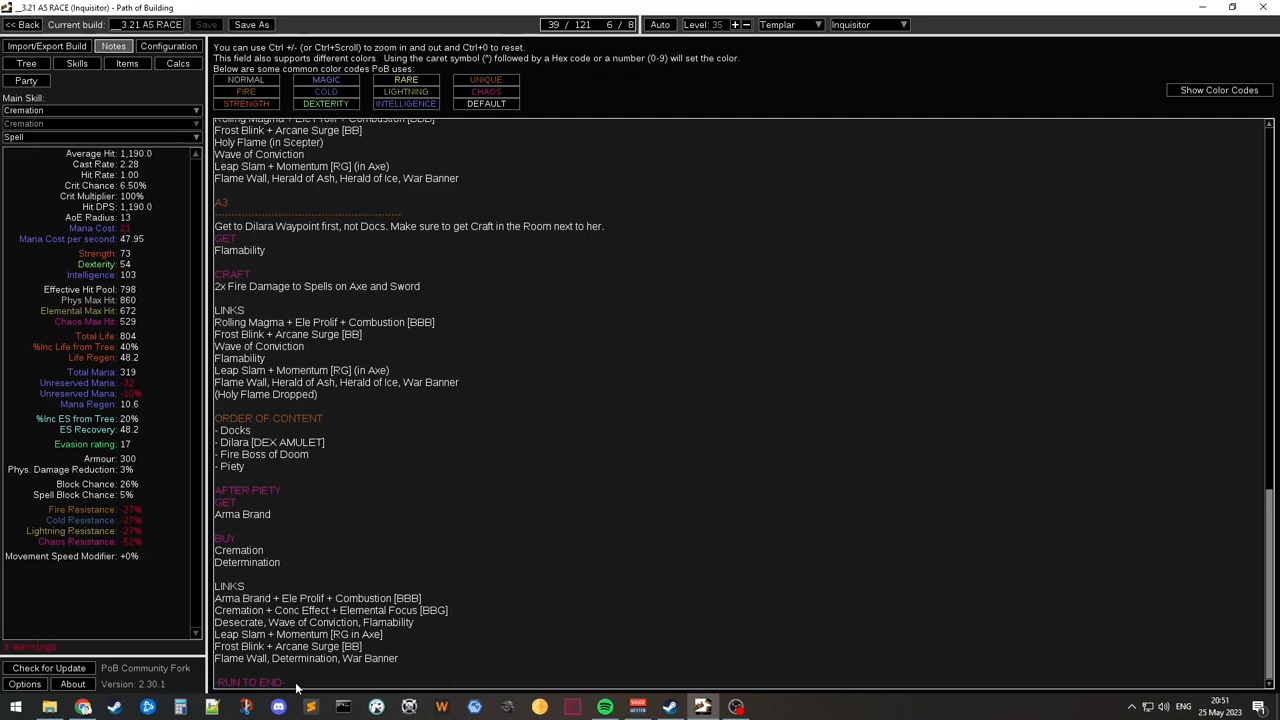 __3.21 A5 RACE (Inquisitor) - Path of Building
<< Back
Current build:
__3.21 A5 RACE
Save
Save As
39 / 121 6 / 8
Auto
Level: 35
+
-
Templar
Inquisitor
Import/Export Build
Notes
Configuration
Tree
Skills
Items
Calcs
Party
Main Skill:
Cremation
Cremation
Spell
Average Hit: 1,190.0
Cast Rate: 2.28
Hit Rate: 1.00
Crit Chance: 6.50%
Crit Multiplier: 100%
Hit DPS: 1,190.0
AoE Radius: 13
Mana Cost: 21
Mana Cost per second: 47.95
Strength: 73
Dexterity: 54
Intelligence: 103
Effective Hit Pool: 798
Phys Max Hit: 860
Elemental Max Hit: 672
Chaos Max Hit: 529
Total Life: 804
%Inc Life from Tree: 40%
Life Regen: 48.2
Total Mana: 319
Unreserved Mana: -32
Unreserved Mana: -10%
Mana Regen: 10.6
%Inc ES from Tree: 20%
ES Recovery: 48.2
Evasion rating: 17
Armour: 300
Phys. Damage Reduction: 3%
Block Chance: 26%
Spell Block Chance: 5%
Fire Resistance: -27%
Cold Resistance: -27%
Lightning Resistance: -27%
Chaos Resistance: -52%
Movement Speed Modifier: +0%
Warnings
Check for Update
PoB Community Fork
Options
About
Version: 2.30.1
You can use Ctrl +/- (or Ctrl+Scroll) to zoom in and out and Ctrl+0 to reset.
This field also supports different colors. Using the caret symbol (^) followed by a Hex code or a number (0-9) will set the color.
Below are some common color codes PoB uses:
NORMAL MAGIC RARE UNIQUE
FIRE COLD LIGHTNING CHAOS
STRENGTH DEXTERITY INTELLIGENCE DEFAULT
Show Color Codes
Rolling Magma + Ele Prolif + Combustion [BBB]
Frost Blink + Arcane Surge [BB]
Holy Flame (in Scepter)
Wave of Conviction
Leap Slam + Momentum [RG] (in Axe)
Flame Wall, Herald of Ash, Herald of Ice, War Banner
A3
--------------------------------------------------
Get to Dilara Waypoint first, not Docs. Make sure to get Craft in the Room next to her.
GET
Flamability
CRAFT
2x Fire Damage to Spells on Axe and Sword
LINKS
Rolling Magma + Ele Prolif + Combustion [BBB]
Frost Blink + Arcane Surge [BB]
Wave of Conviction
Flamability
Leap Slam + Momentum [RG] (in Axe)
Flame Wall, Herald of Ash, Herald of Ice, War Banner
(Holy Flame Dropped)
ORDER OF CONTENT
- Docks
- Dilara [DEX AMULET]
- Fire Boss of Doom
- Piety
AFTER PIETY
GET
Arma Brand
BUY
Cremation
Determination
LINKS
Arma Brand + Ele Prolif + Combustion [BBB]
Cremation + Conc Effect + Elemental Focus [BBG]
Desecrate, Wave of Conviction, Flamability
Leap Slam + Momentum [RG in Axe]
Frost Blink + Arcane Surge [BB]
Flame Wall, Determination, War Banner
-RUN TO END-
ENG
20:51
25 May 2023